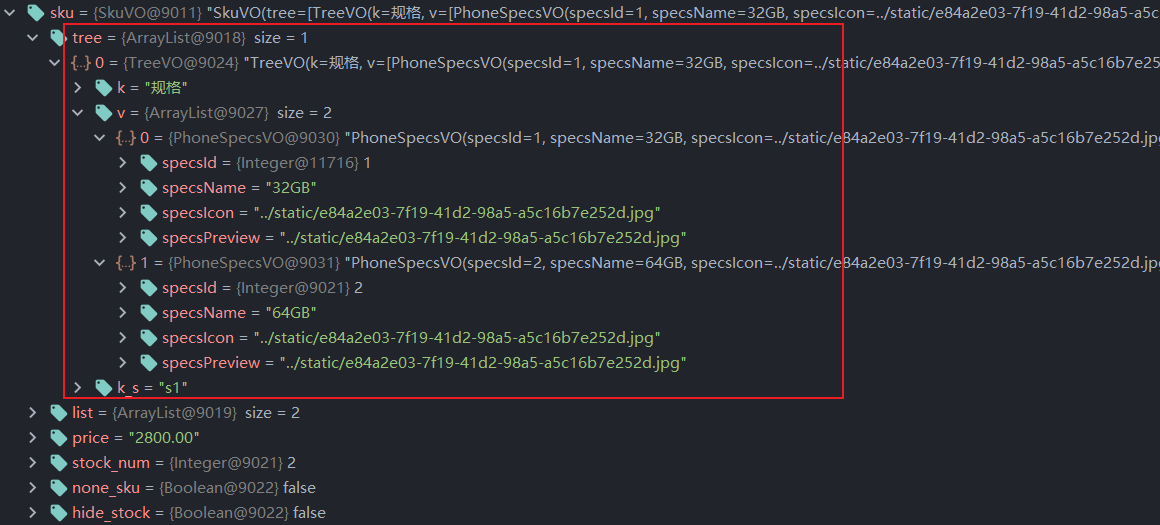 sku = {SkuVO@9011} "SkuVO(tree=[TreeVO(k=规格, v=[PhoneSpecsVO(specsId=1, specsName=32GB, specsIcon=../static/e84a2e03-7f19-41d2-98a5-a5c
tree = {ArrayList@9018} size = 1
{..} 0 = {TreeVO@9024} "TreeVO(k=规格, v=[PhoneSpecsVO(specsId=1, specsName=32GB, specsIcon=../static/e84a2e03-7f19-41d2-98a5-a5c16b7e25
k = "规格"
v = {ArrayList@9027} size = 2
{..} 0 = {PhoneSpecsVO@9030} "PhoneSpecsVO(specsId=1, specsName=32GB, specsIcon=../static/e84a2e03-7f19-41d2-98a5-a5c16b7e252d.jp
specsId = {Integer@11716} 1
specsName = "32GB"
specsIcon = "../static/e84a2e03-7f19-41d2-98a5-a5c16b7e252d.jpg"
specsPreview = "../static/e84a2e03-7f19-41d2-98a5-a5c16b7e252d.jpg"
{..} 1 = {PhoneSpecsVO@9031} "PhoneSpecsVO(specsId=2, specsName=64GB, specsIcon=../static/e84a2e03-7f19-41d2-98a5-a5c16b7e252d.jpg
specsId = {Integer@9021} 2
specsName = "64GB"
specsIcon = "../static/e84a2e03-7f19-41d2-98a5-a5c16b7e252d.jpg"
specsPreview = "../static/e84a2e03-7f19-41d2-98a5-a5c16b7e252d.jpg"
k_s = "s1"
list = {ArrayList@9019} size = 2
price = "2800.00"
stock_num = {Integer@9021} 2
none_sku = {Boolean@9022} false
hide_stock = {Boolean@9022} false